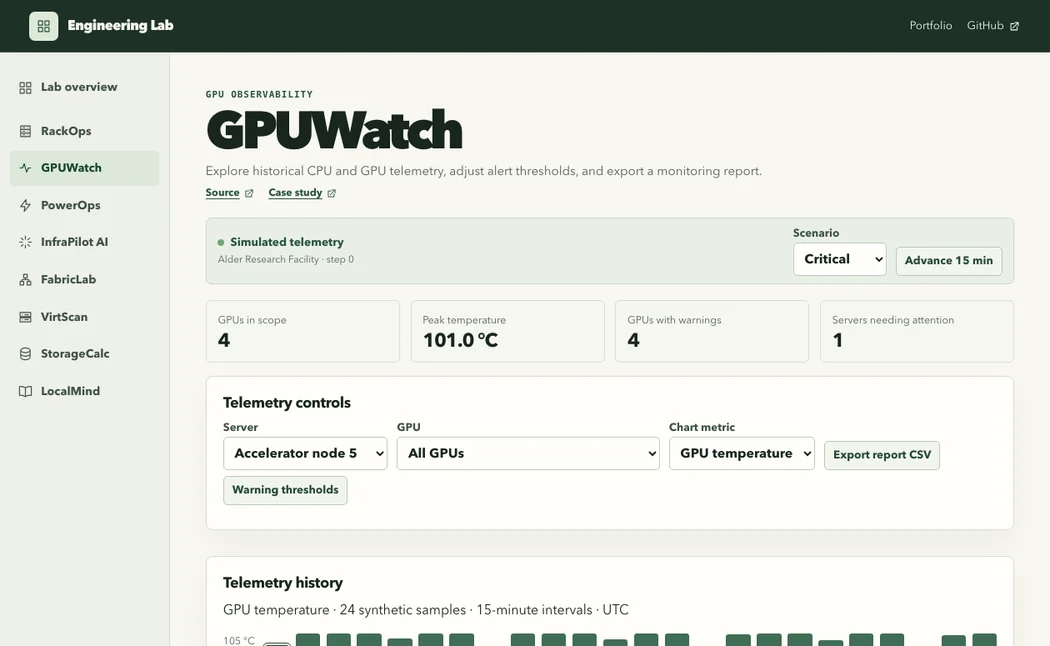 Engineering Lab
Portfolio
GitHub
Lab overview
RackOps
GPUWatch
PowerOps
InfraPilot AI
FabricLab
VirtScan
StorageCalc
LocalMind
GPU OBSERVABILITY
GPUWatch
Explore historical CPU and GPU telemetry, adjust alert thresholds, and export a monitoring report.
Source
Case study
Simulated telemetry
Alder Research Facility · step 0
Scenario
Critical
Advance 15 min
GPUs in scope
4
Peak temperature
101.0 °C
GPUs with warnings
4
Servers needing attention
1
Telemetry controls
Server
Accelerator node 5
GPU
All GPUs
Chart metric
GPU temperature
Export report CSV
Warning thresholds
Telemetry history
GPU temperature · 24 synthetic samples · 15-minute intervals · UTC
105 °C